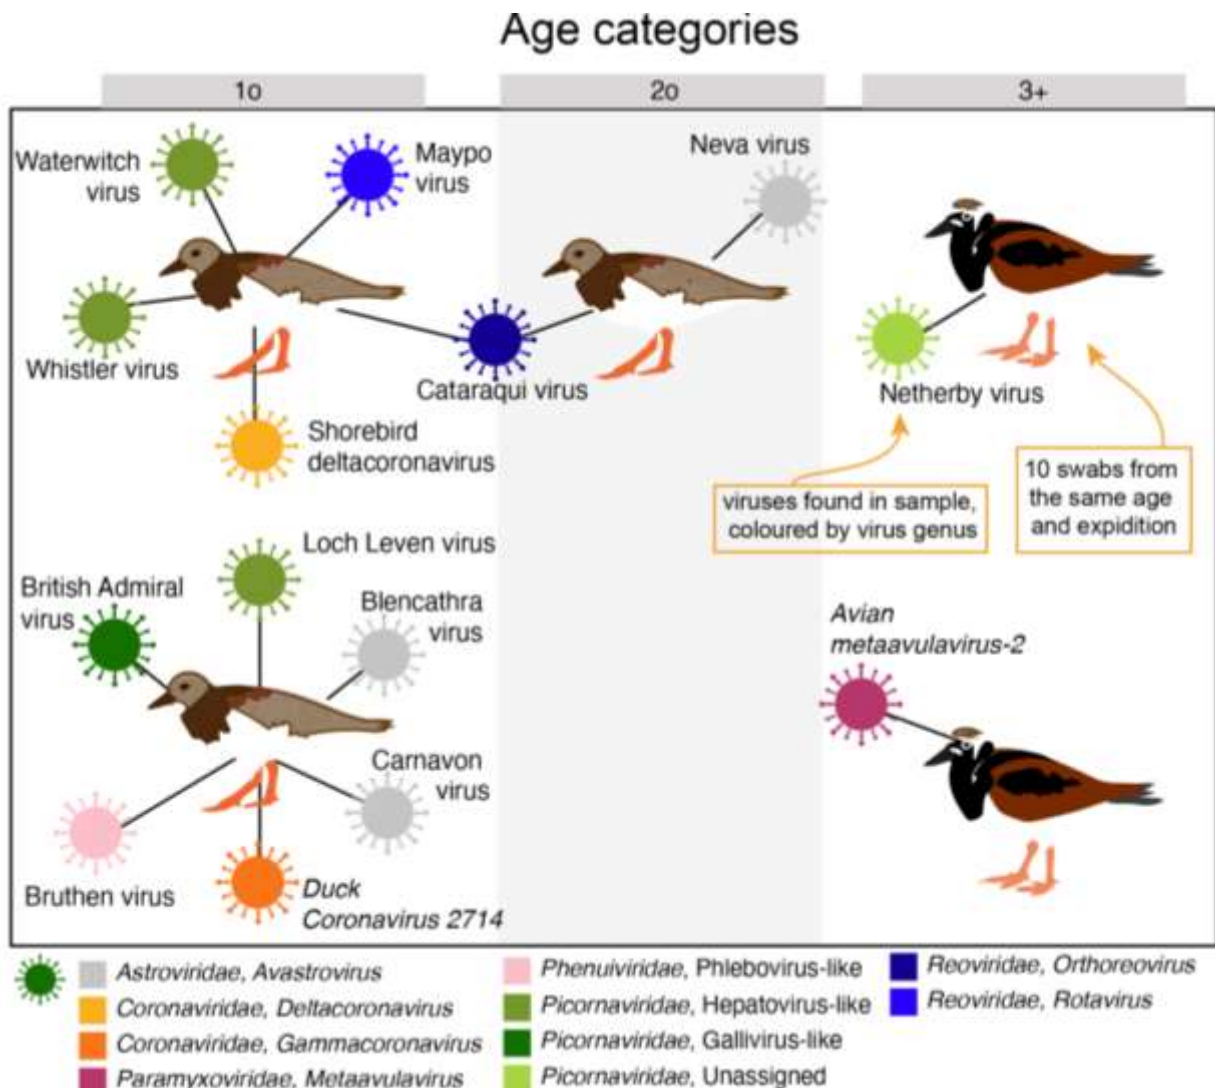 Age categories
1o
2o
3+
Waterwitch
virus
Maypo
virus
Neva virus
Whistler virus
Cataraqui virus
Netherby virus
Shorebird
deltacoronavirus
viruses found in sample,
coloured by virus genus
10 swabs from
the same age
and expidition
Loch Leven virus
British Admiral
virus
Blencathra
virus
Avian
metaavulavirus-2
Carnavon
virus
Bruthen virus
Duck
Coronavirus 2714
Astroviridae, Avastrovirus
Coronaviridae, Deltacoronavirus
Coronaviridae, Gammacoronavirus
Paramyxoviridae, Metaavulavirus
Phenuiviridae, Phlebovirus-like
Picornaviridae, Hepatovirus-like
Picornaviridae, Gallivirus-like
Picornaviridae, Unassigned
Reoviridae, Orthoreovirus
Reoviridae, Rotavirus